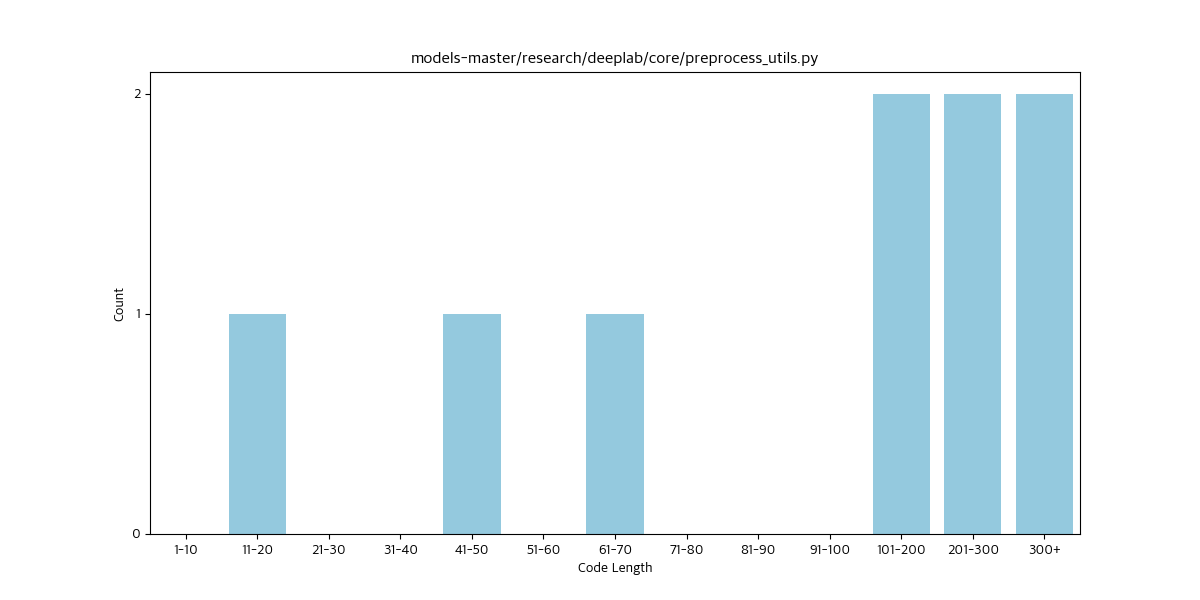 models-master/research/deeplab/core/preprocess_utils.py
Count
2
1
0
1-10 11-20 21-30 31-40 41-50 51-60 61-70 71-80 81-90 91-100 101-200 201-300 300+
Code Length